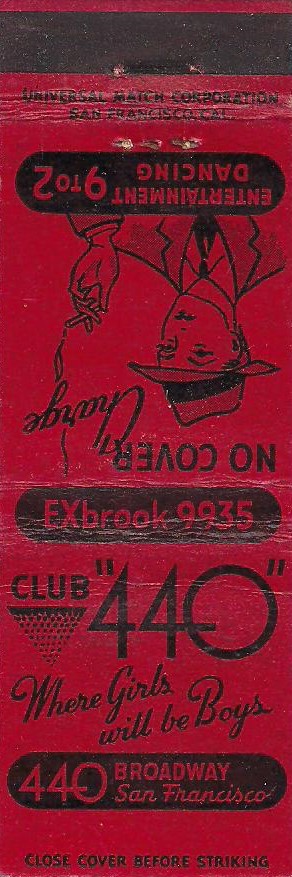 UNIVERSAL MATCH CORPORATION
SAN FRANCISCO, CAL.
NO COVER
Charge
ENTERTAINMENT
DANCING
9 TO 2
EXbrook 9935
CLUB "440"
Where Girls
will be Boys
440 BROADWAY
San Francisco
CLOSE COVER BEFORE STRIKING